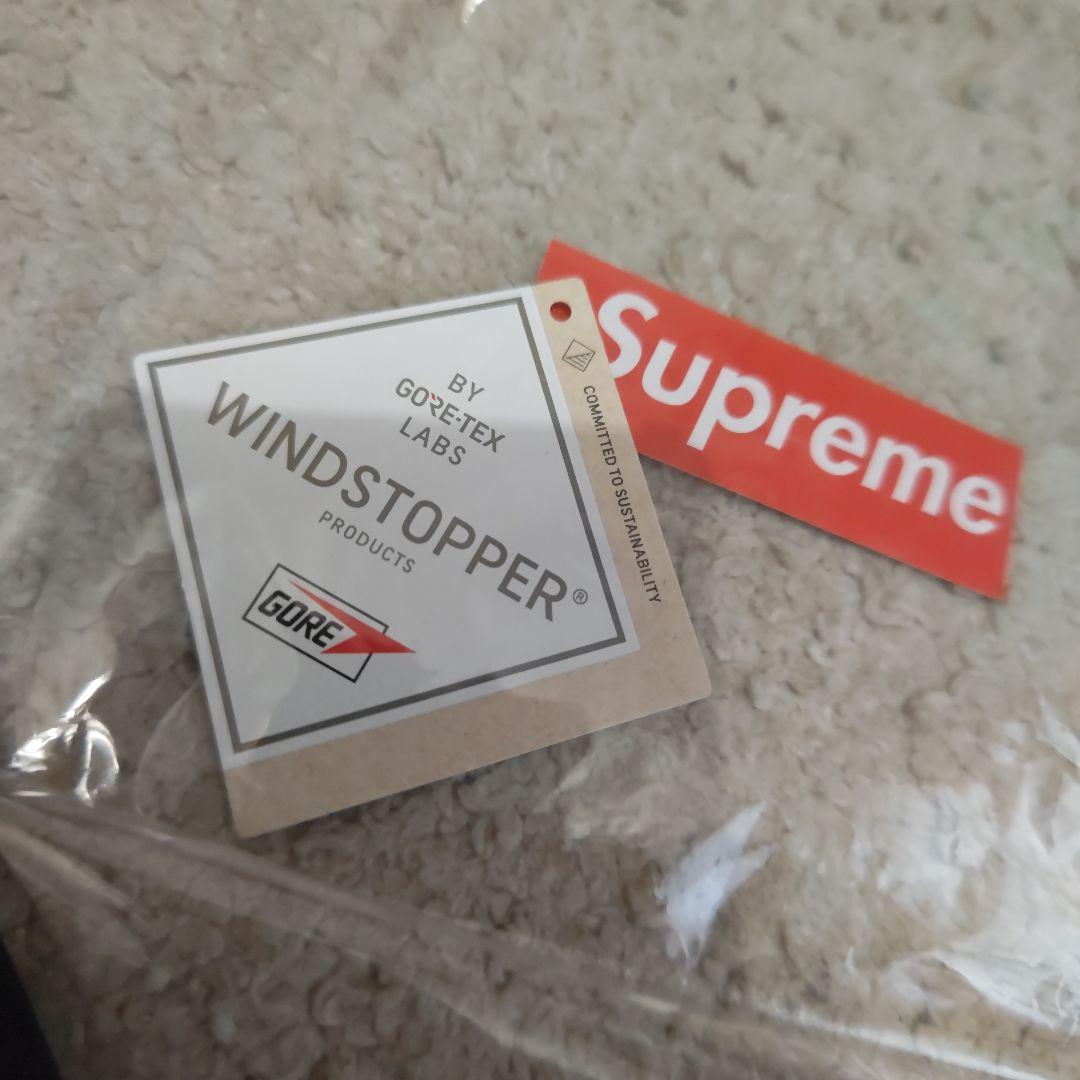 BY
GORE-TEX
LABS
WINDSTOPPER®
PRODUCTS
GORE
COMMITTED TO SUSTAINABILITY
Supreme